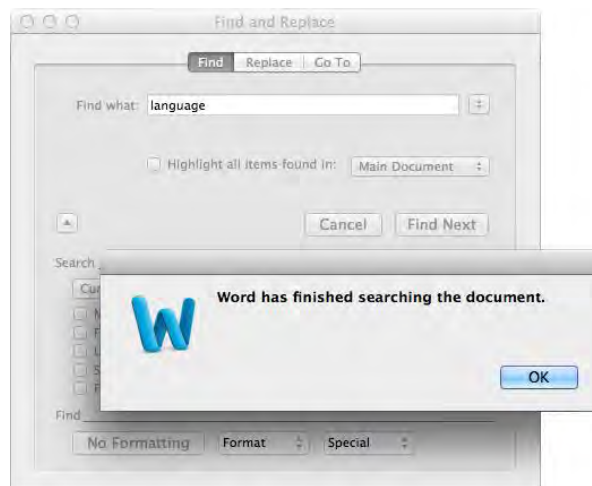 Find and Replace
Find Replace Go To
Find what: language
Highlight all items found in: Main Document
Cancel Find Next
Search
Word has finished searching the document.
OK
Find
No Formatting Format Special